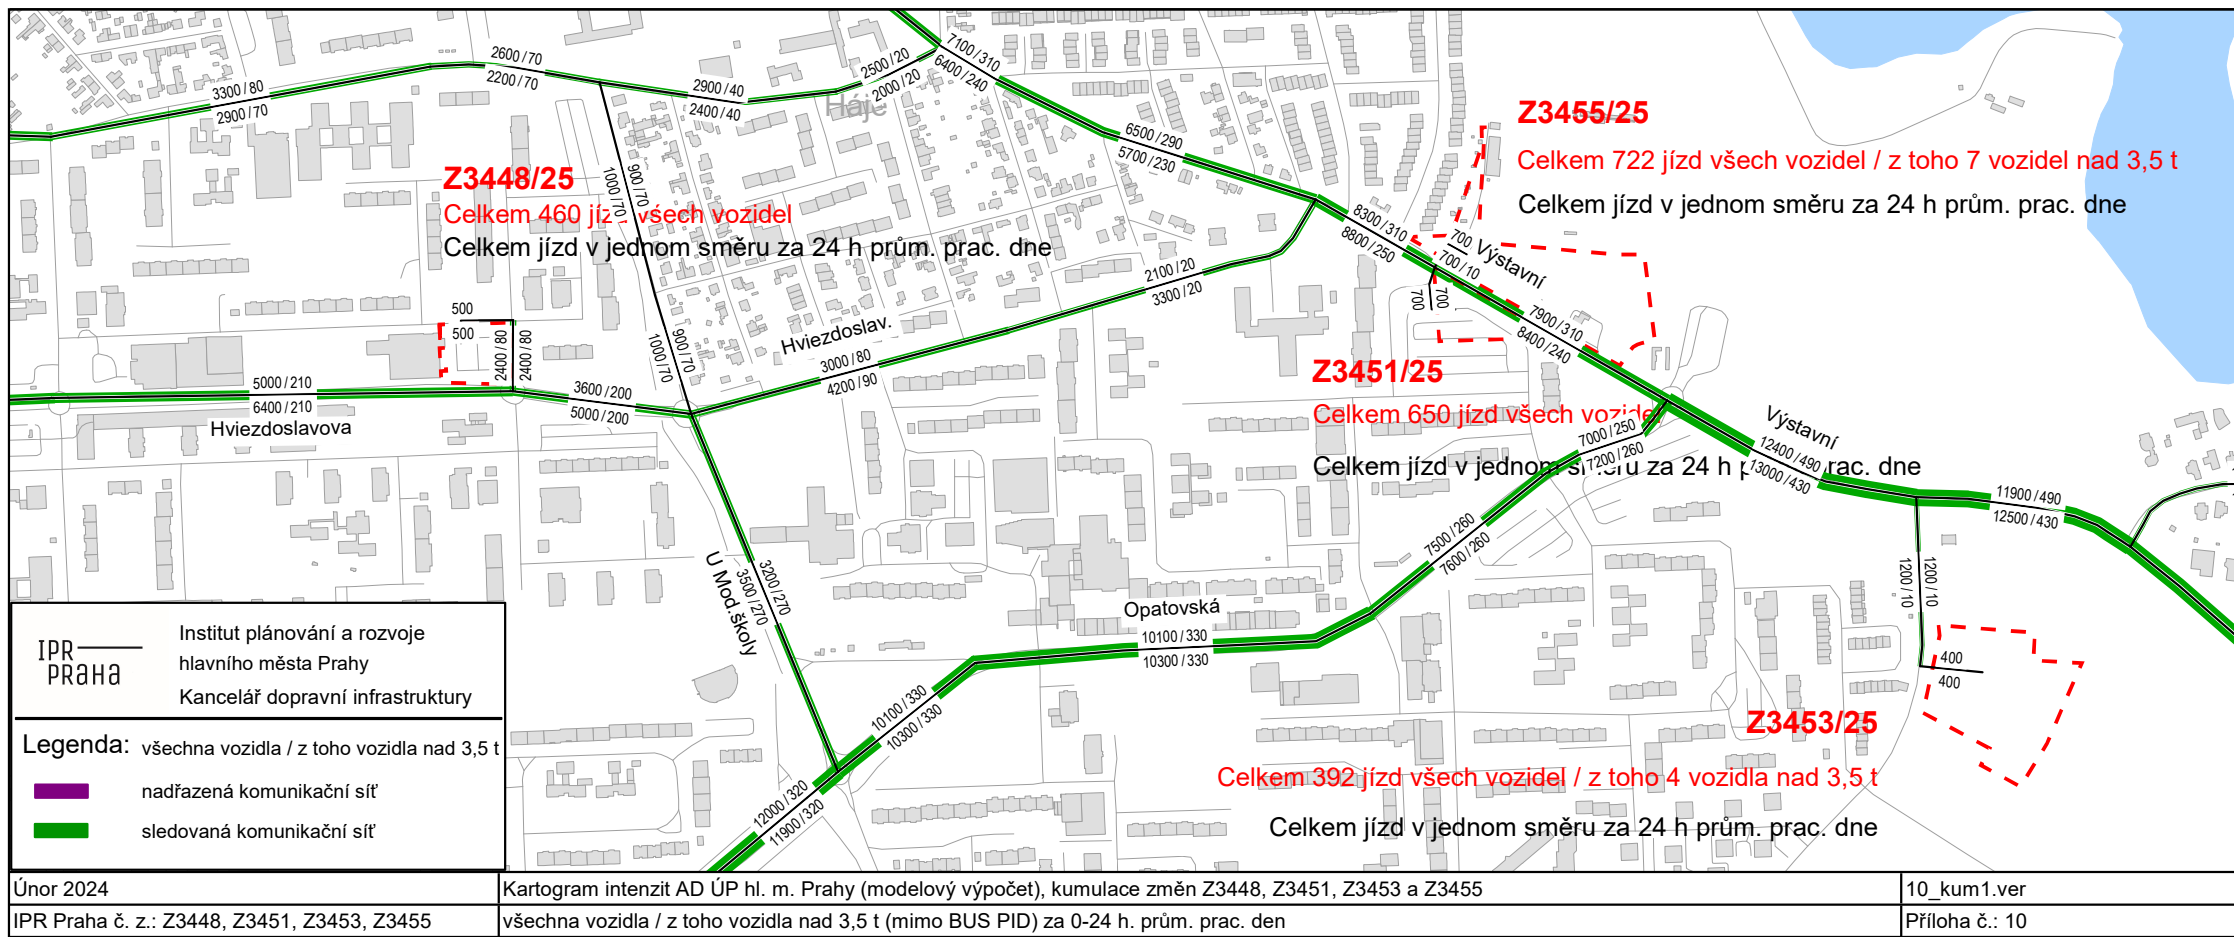 2600/70
2200/70
3300/80
2900/70
2900/40
2400/40
2500/20
2000/20
7100/310
6400/240
Háje
6500/290
5700/230
Z3455/25
Celkem 722 jízd všech vozidel / z toho 7 vozidel nad 3,5 t
Celkem jízd v jednom směru za 24 h prům. prac. dne
Z3448/25
Celkem 460 jízd všech vozidel
Celkem jízd v jednom směru za 24 h prům. prac. dne
900/70
1000/70
8300/310
8800/250
700
700/10
Výstavní
700
700
2100/20
3300/20
500
500
2400/80
2400/80
900/70
1000/70
Hviezdoslav.
3000/80
4200/90
7900/310
8400/240
5000/210
6400/210
Hviezdoslavova
3600/200
5000/200
Z3451/25
Celkem 650 jízd všech vozidel
Celkem jízd v jednom směru za 24 h prům. prac. dne
7000/250
7200/260
Výstavní
12400/490
13000/430
11900/490
12500/430
7500/260
7600/260
U Mod.školy
3200/270
3500/270
Opatovská
10100/330
10300/330
1200/10
1200/10
400
400
10100/330
10300/330
Z3453/25
Celkem 392 jízd všech vozidel / z toho 4 vozidla nad 3,5 t
Celkem jízd v jednom směru za 24 h prům. prac. dne
12000/320
11900/320
IPR
PRAHA
Institut plánování a rozvoje
hlavního města Prahy
Kancelář dopravní infrastruktury
Legenda: všechna vozidla / z toho vozidla nad 3,5 t
nadřazená komunikační síť
sledovaná komunikační síť
Únor 2024
Kartogram intenzit AD ÚP hl. m. Prahy (modelový výpočet), kumulace změn Z3448, Z3451, Z3453 a Z3455
10_kum1.ver
IPR Praha č. z.: Z3448, Z3451, Z3453, Z3455
všechna vozidla / z toho vozidla nad 3,5 t (mimo BUS PID) za 0-24 h. prům. prac. den
Příloha č.: 10